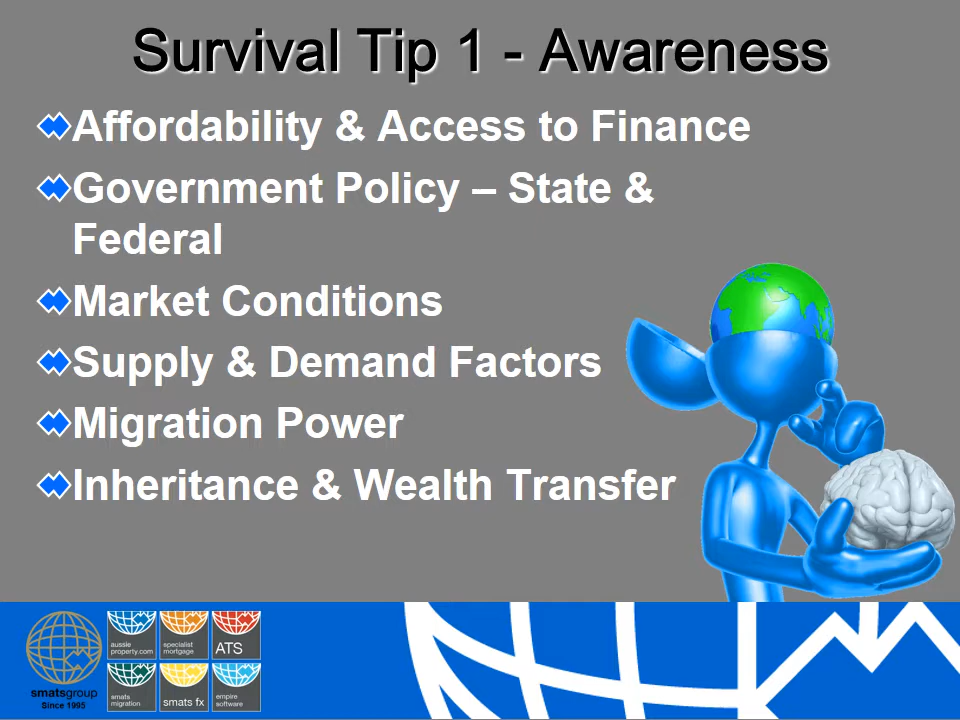 Survival Tip 1 - Awareness
Affordability & Access to Finance
Government Policy – State &
Federal
Market Conditions
Supply & Demand Factors
Migration Power
Inheritance & Wealth Transfer
smatsgroup
Since 1995
aussie
property.com
specialist
mortgage
ATS
smats
migration
smats fx
empire
software